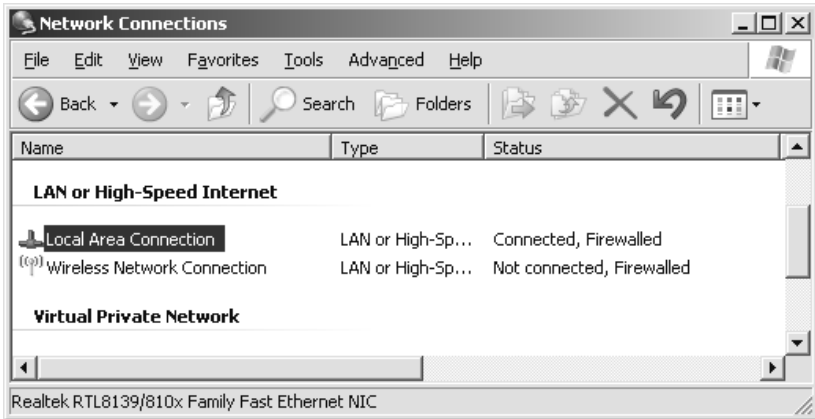 Network Connections
File Edit View Favorites Tools Advanced Help
Back Search Folders
Name Type Status
LAN or High-Speed Internet
Local Area Connection LAN or High-Sp... Connected, Firewalled
Wireless Network Connection LAN or High-Sp... Not connected, Firewalled
Virtual Private Network
Realtek RTL8139/810x Family Fast Ethernet NIC